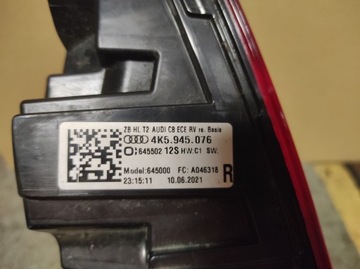 ZB HL T2 AUDI C8 ECE RV re. Basis
4K5.945.076
:645502 12S HW:C1 SW:
Model:645000 FC: A046318
23:15:11 10.06.2021 R